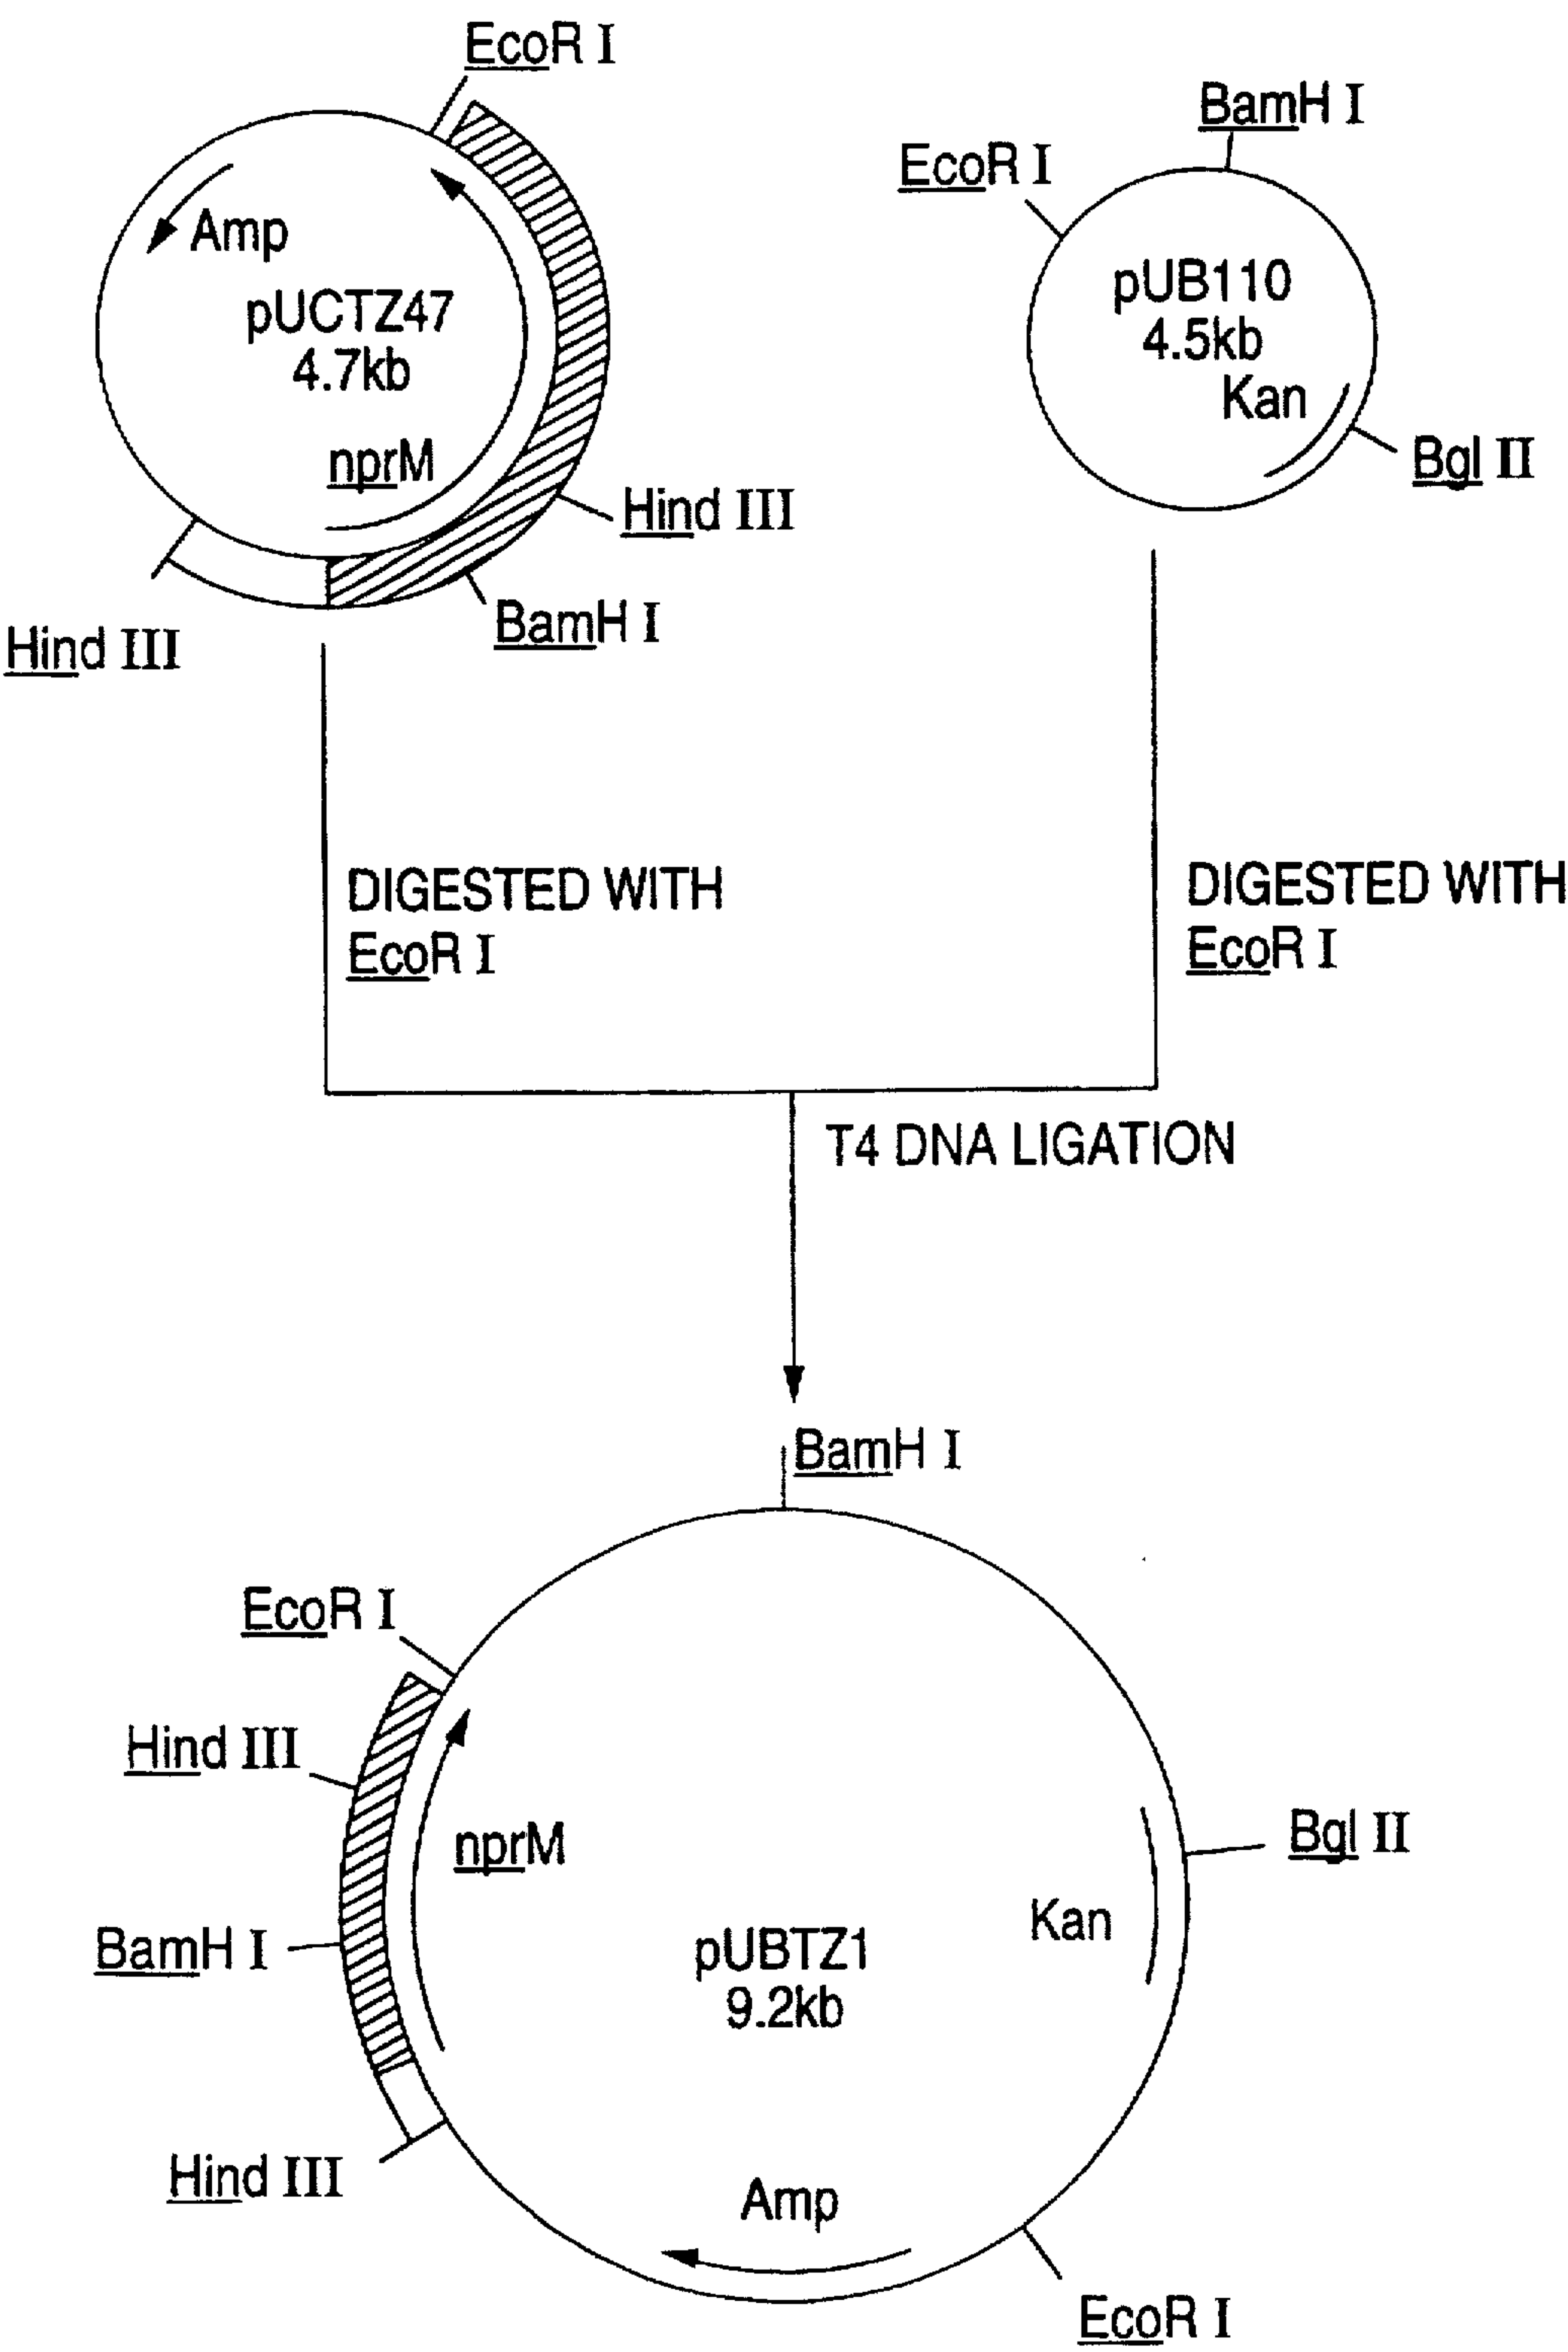 EcoR I
Amp
pUCTZ47
4.7kb
nprM
Hind III
BamH I
Hind III
BamH I
EcoR I
pUB110
4.5kb
Kan
Bgl II
DIGESTED WITH
EcoR I
DIGESTED WITH
EcoR I
T4 DNA LIGATION
BamH I
EcoR I
Hind III
nprM
BamH I
Bgl II
Kan
pUBTZ1
9.2kb
Hind III
Amp
EcoR I